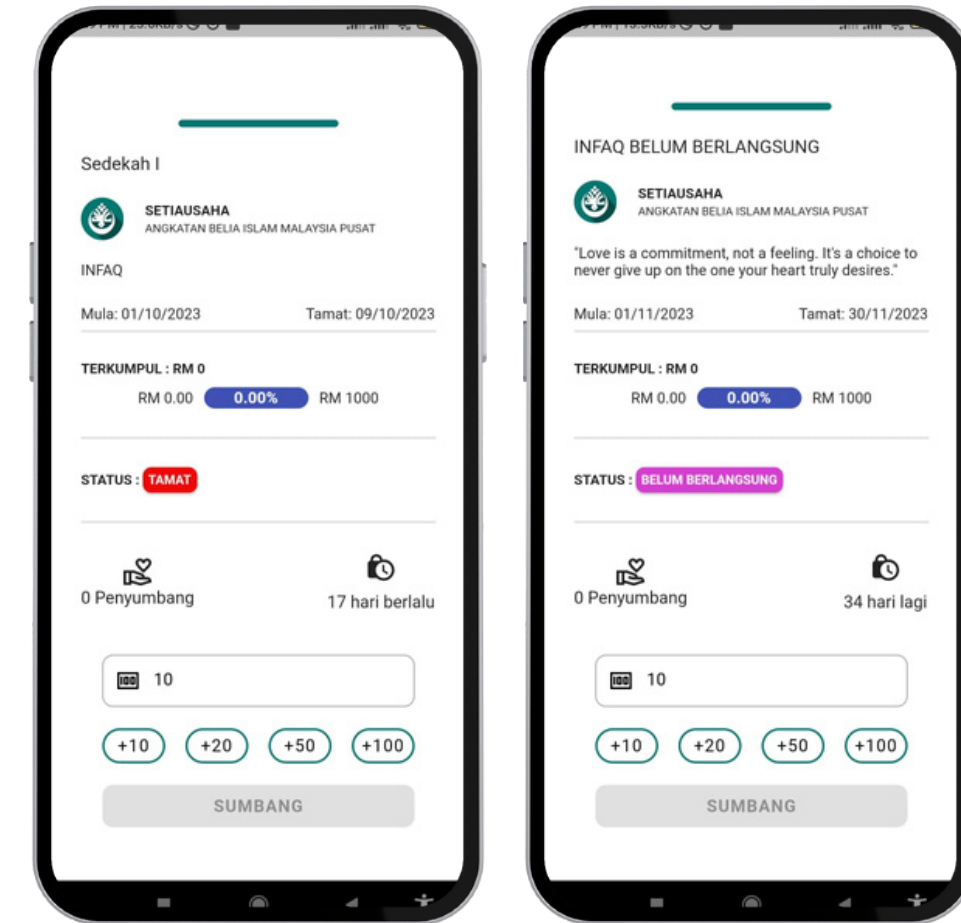 Sedekah I
SETIAUSAHA
ANGKATAN BELIA ISLAM MALAYSIA PUSAT
INFAQ
Mula: 01/10/2023 Tamat: 09/10/2023
TERKUMPUL : RM 0
RM 0.00 0.00% RM 1000
STATUS : TAMAT
0 Penyumbang 17 hari berlalu
100 10
+10 +20 +50 +100
SUMBANG
INFAQ BELUM BERLANGSUNG
SETIAUSAHA
ANGKATAN BELIA ISLAM MALAYSIA PUSAT
"Love is a commitment, not a feeling. It's a choice to
never give up on the one your heart truly desires."
Mula: 01/11/2023 Tamat: 30/11/2023
TERKUMPUL : RM 0
RM 0.00 0.00% RM 1000
STATUS : BELUM BERLANGSUNG
0 Penyumbang 34 hari lagi
100 10
+10 +20 +50 +100
SUMBANG